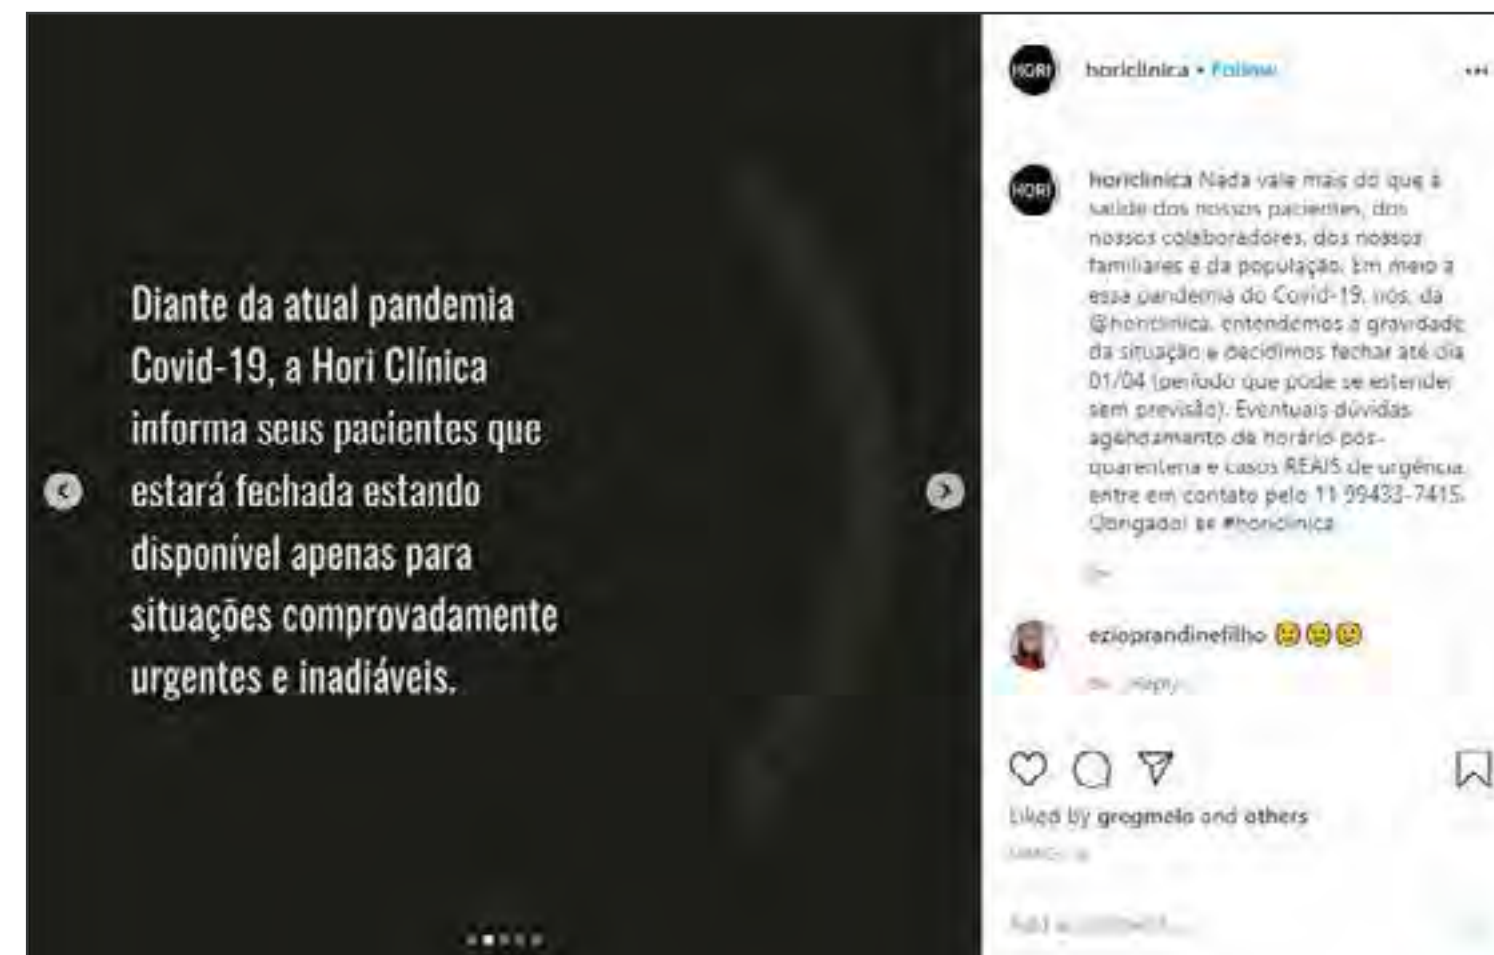 Diante da atual pandemia
Covid-19, a Hori Clínica
informa seus pacientes que
estará fechada estando
disponível apenas para
situações comprovadamente
urgentes e inadiáveis.
HORI
horiclinica • Follow
HORI
horiclinica Nada vale mais do que a
saúde dos nossos pacientes, dos
nossos colaboradores, dos nossos
familiares e da população. Em meio a
essa pandemia do Covid-19, nós, da
@horiclinica, entendemos a gravidade
da situação e decidimos fechar até dia
01/04 (período que pode se estender
sem previsão). Eventuais dúvidas
agendamento de horário pós-
quarentena e casos REAIS de urgência
entre em contato pelo 11 99433-7415.
Obrigado! #horiclinica
ezioprandinefilho
Reply
Liked by gregmelo and others
Add a comment...